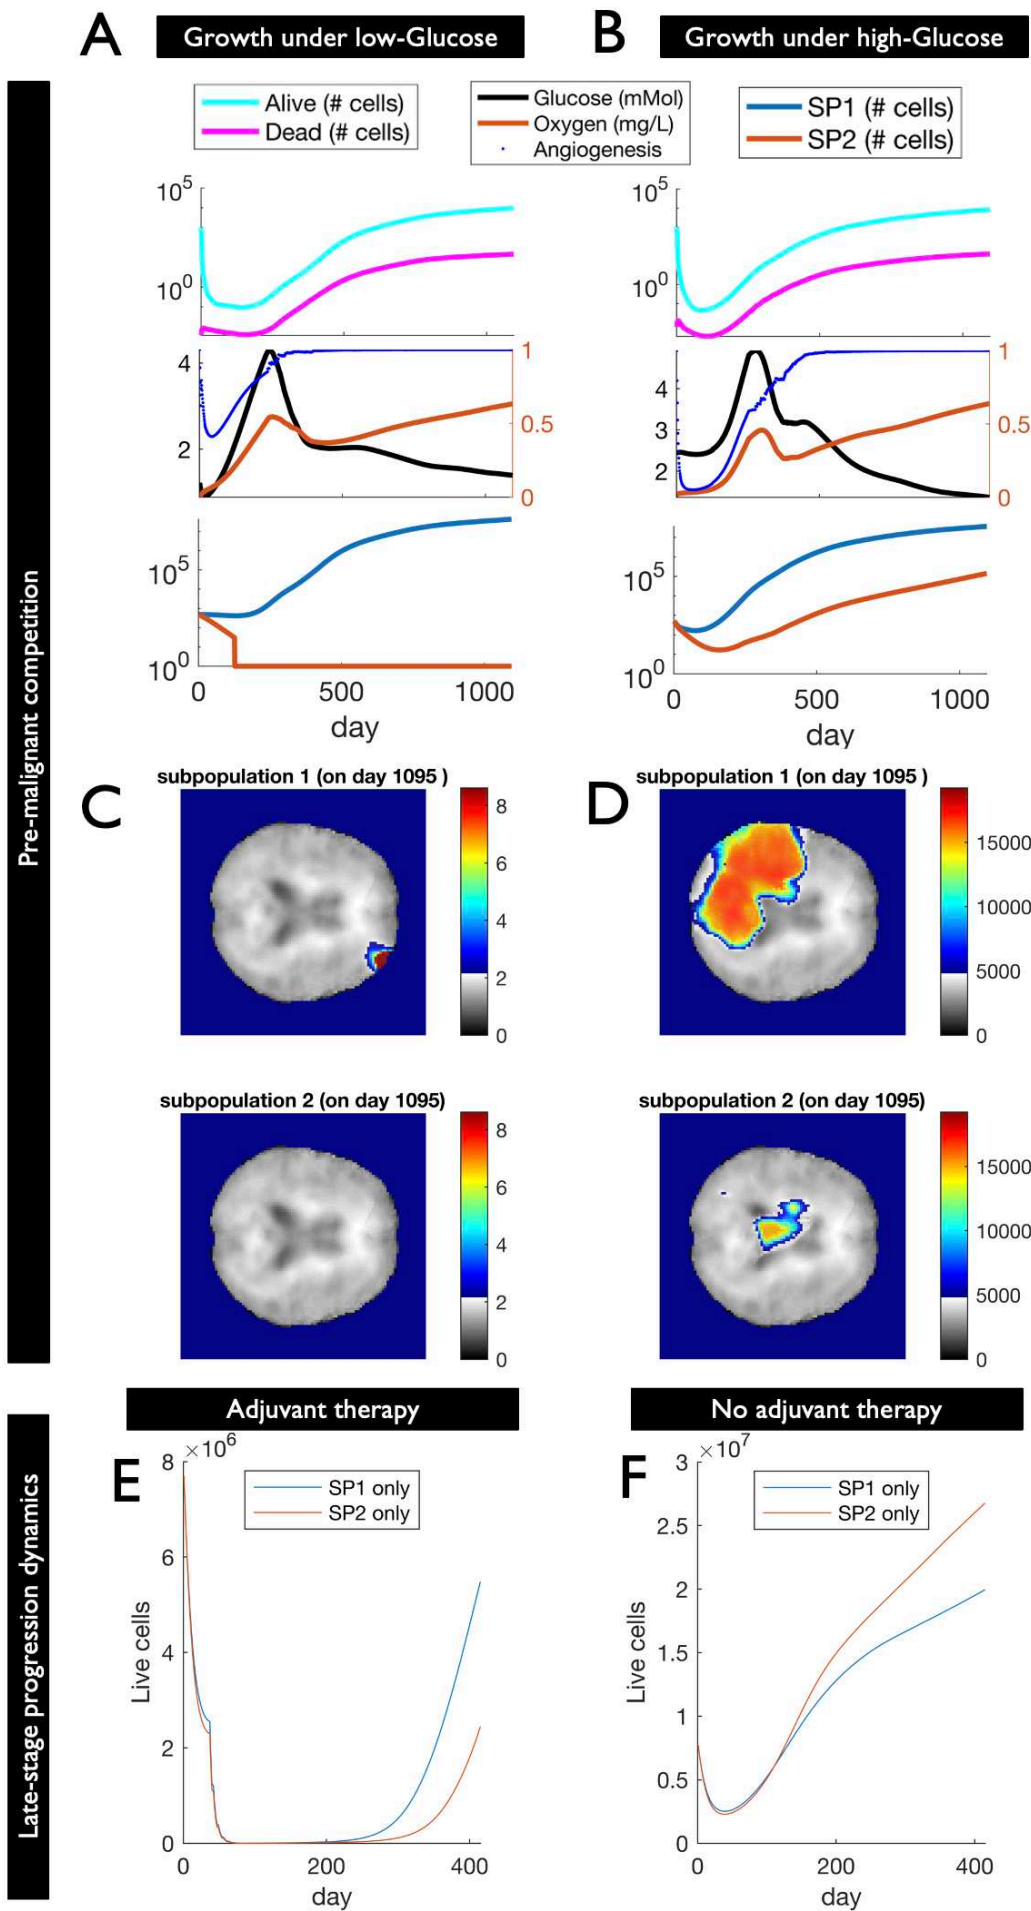 A
Growth under low-Glucose
B
Growth under high-Glucose
Pre-malignant competition
Alive (# cells)
Dead (# cells)
Glucose (mMol)
Oxygen (mg/L)
Angiogenesis
SP1 (# cells)
SP2 (# cells)
10^5
10^0
10^5
10^0
4
2
1
0.5
0
4
3
2
1
0.5
0
10^5
10^0
0
500
1000
day
10^5
10^0
0
500
1000
day
C
subpopulation 1 (on day 1095 )
8
6
4
2
0
D
subpopulation 1 (on day 1095 )
15000
10000
5000
0
subpopulation 2 (on day 1095)
8
6
4
2
0
subpopulation 2 (on day 1095)
15000
10000
5000
0
Late-stage progression dynamics
Adjuvant therapy
No adjuvant therapy
E
×10^6
8
6
4
2
0
Live cells
SP1 only
SP2 only
0
200
400
day
F
×10^7
3
2.5
2
1.5
1
0.5
0
Live cells
SP1 only
SP2 only
0
200
400
day